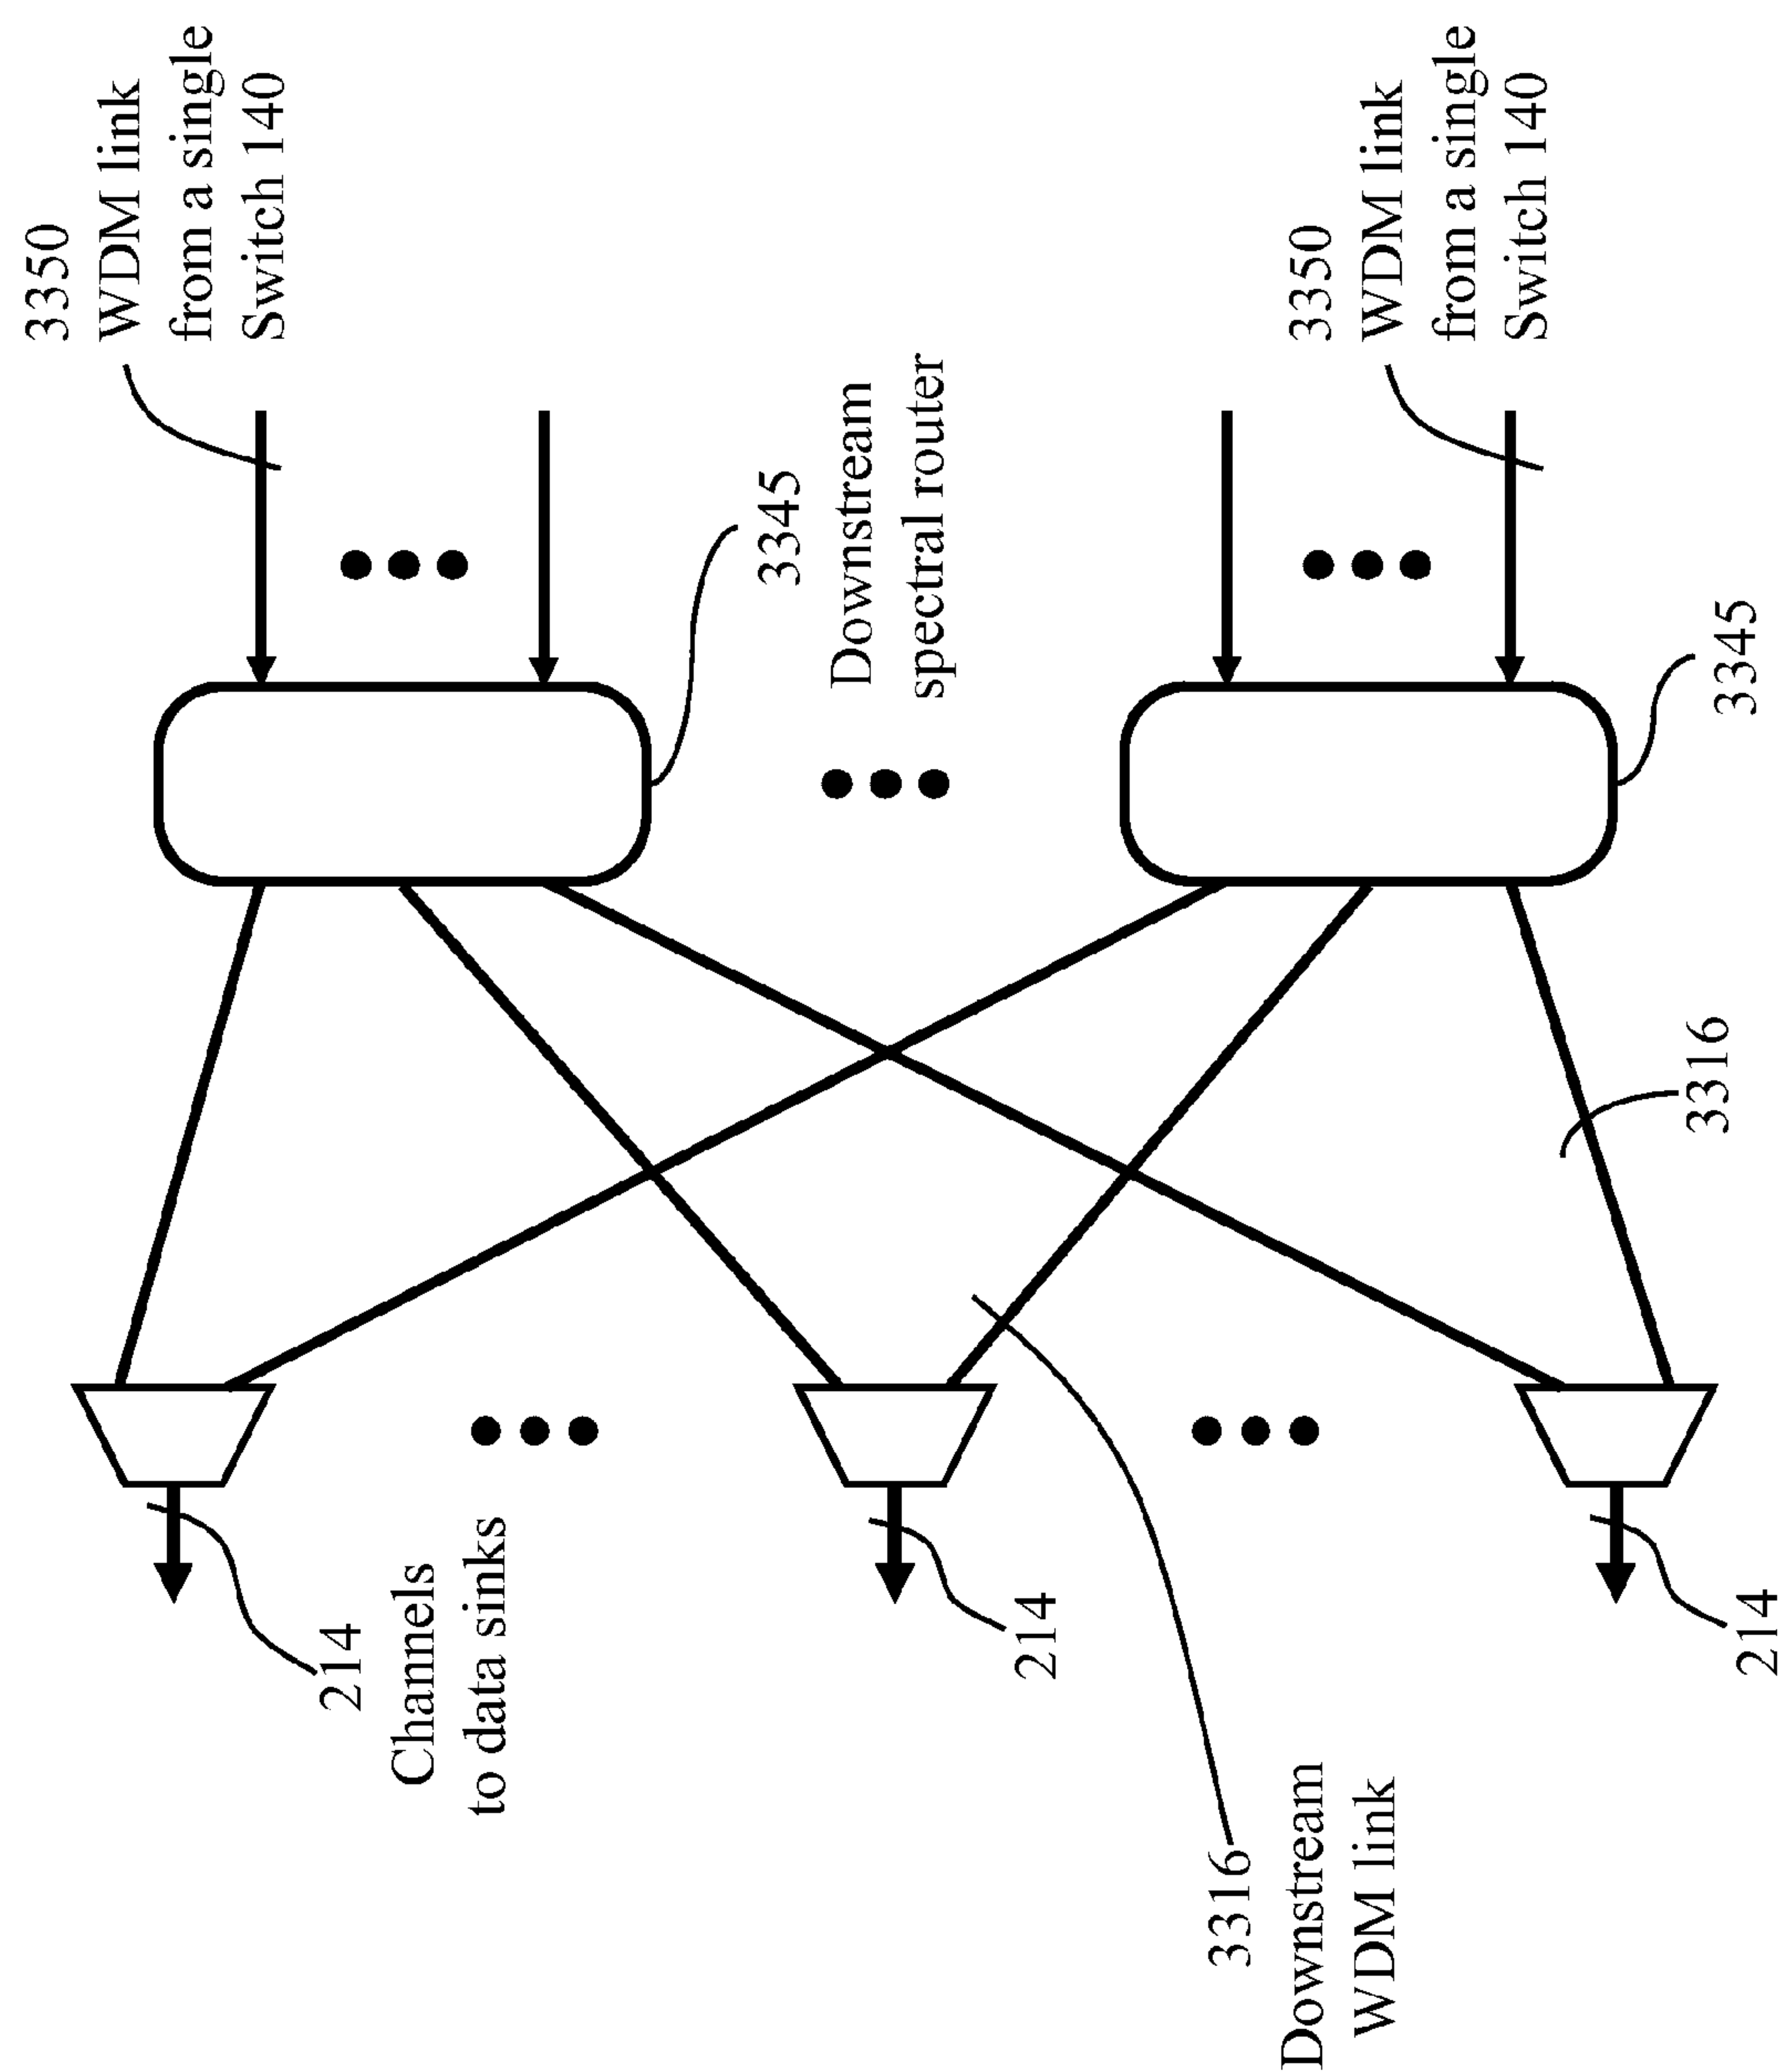 214
Channels
to data sinks
214
214
3316
Downstream
WDM link
3316
3345
Downstream
spectral router
3345
3350
WDM link
from a single
Switch 140
3350
WDM link
from a single
Switch 140